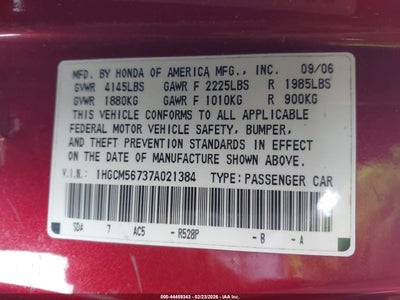 MFD. BY HONDA OF AMERICA MFG., INC. 09/06
GVWR 4145LBS GAWR F 2225LBS R 1985LBS
GVWR 1880KG GAWR F 1010KG R 900KG
THIS VEHICLE CONFORMS TO ALL APPLICABLE
FEDERAL MOTOR VEHICLE SAFETY, BUMPER,
AND THEFT PREVENTION STANDARDS IN EFFECT
ON THE DATE OF MANUFACTURE SHOWN ABOVE.
V.I.N. 1HGCM56737A021384 TYPE: PASSENGER CAR
SDA 7 AC5 - R528P - B - A
000-44459343 - 02/23/2026 - IAA Inc.